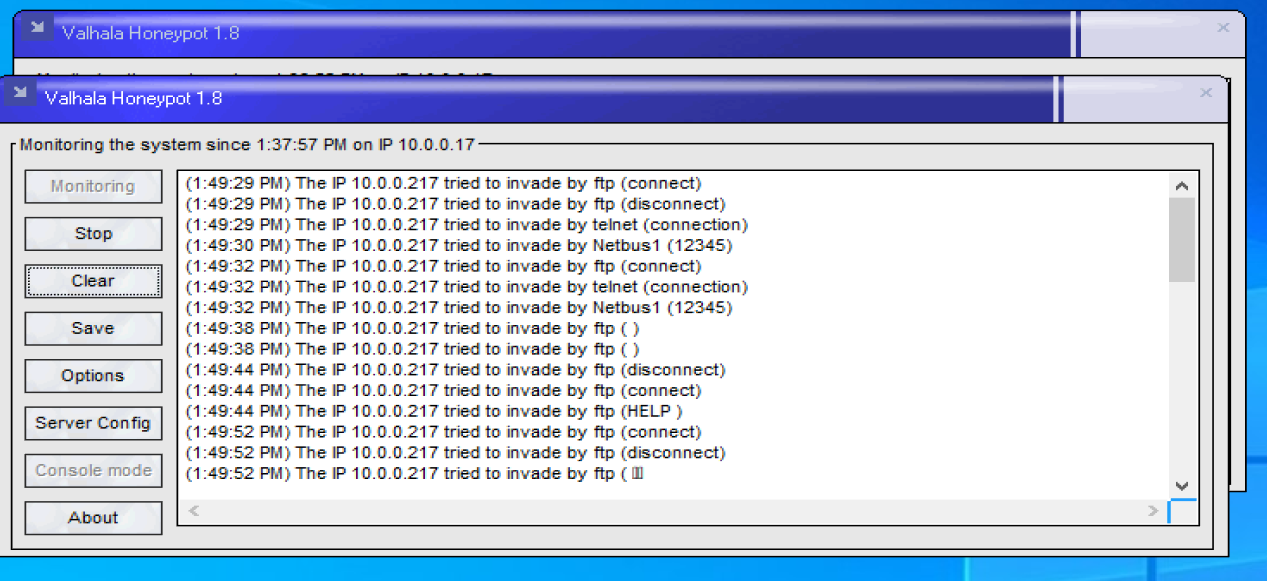 Valhala Honeypot 1.8
Valhala Honeypot 1.8
Monitoring the system since 1:37:57 PM on IP 10.0.0.17
Monitoring
Stop
Clear
Save
Options
Server Config
Console mode
About
(1:49:29 PM) The IP 10.0.0.217 tried to invade by ftp (connect)
(1:49:29 PM) The IP 10.0.0.217 tried to invade by ftp (disconnect)
(1:49:29 PM) The IP 10.0.0.217 tried to invade by telnet (connection)
(1:49:30 PM) The IP 10.0.0.217 tried to invade by Netbus1 (12345)
(1:49:32 PM) The IP 10.0.0.217 tried to invade by ftp (connect)
(1:49:32 PM) The IP 10.0.0.217 tried to invade by telnet (connection)
(1:49:32 PM) The IP 10.0.0.217 tried to invade by Netbus1 (12345)
(1:49:38 PM) The IP 10.0.0.217 tried to invade by ftp ( )
(1:49:38 PM) The IP 10.0.0.217 tried to invade by ftp ( )
(1:49:44 PM) The IP 10.0.0.217 tried to invade by ftp (disconnect)
(1:49:44 PM) The IP 10.0.0.217 tried to invade by ftp (connect)
(1:49:44 PM) The IP 10.0.0.217 tried to invade by ftp (HELP )
(1:49:52 PM) The IP 10.0.0.217 tried to invade by ftp (connect)
(1:49:52 PM) The IP 10.0.0.217 tried to invade by ftp (disconnect)
(1:49:52 PM) The IP 10.0.0.217 tried to invade by ftp (